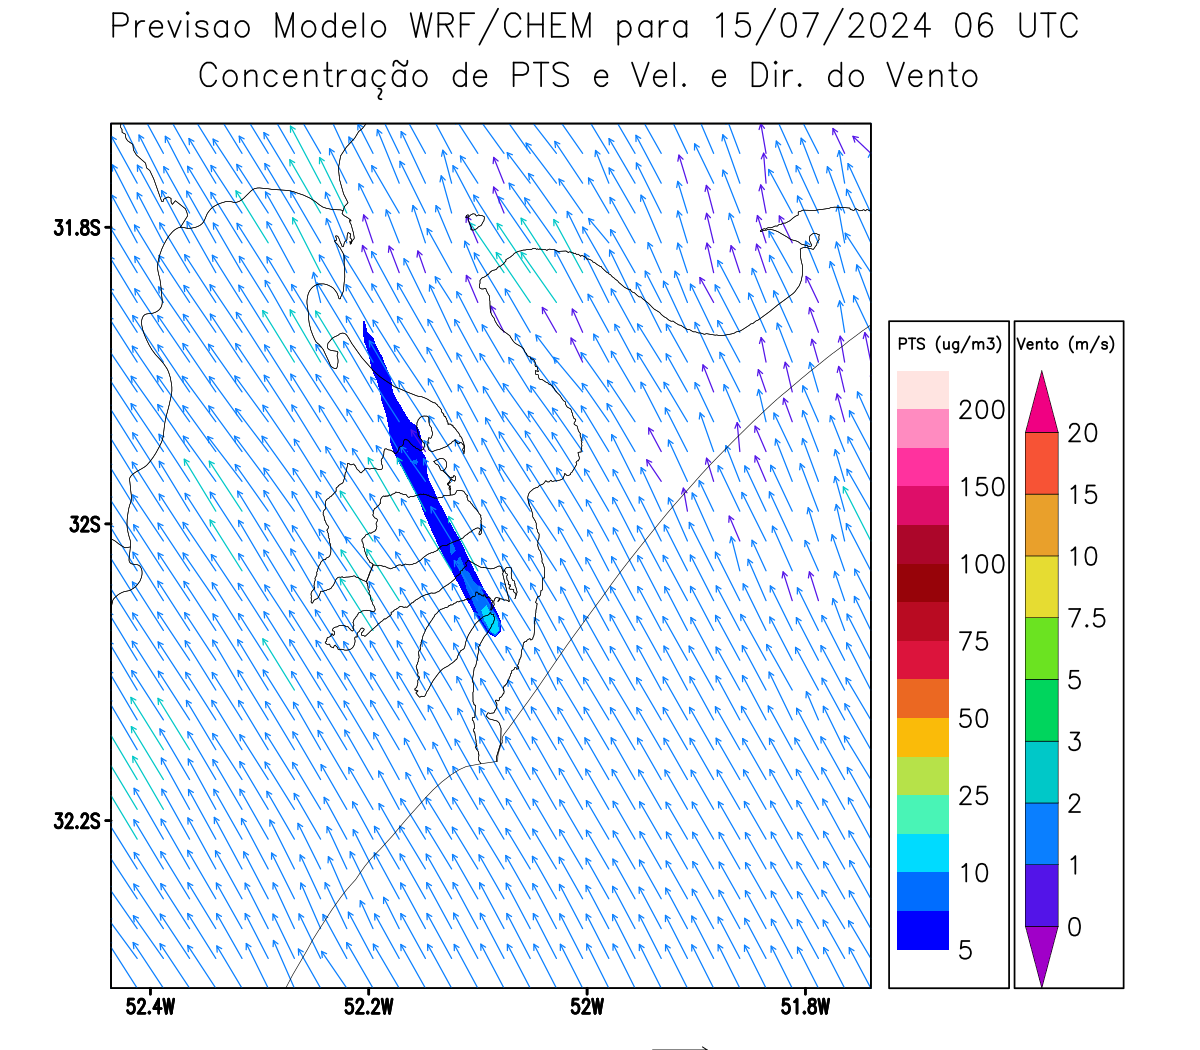 Previsao Modelo WRF/CHEM para 15/07/2024 06 UTC
Concentração de PTS e Vel. e Dir. do Vento
31.8S
32S
32.2S
52.4W
52.2W
52W
51.8W
PTS (ug/m3)
200
150
100
75
50
25
10
5
Vento (m/s)
20
15
10
7.5
5
3
2
1
0